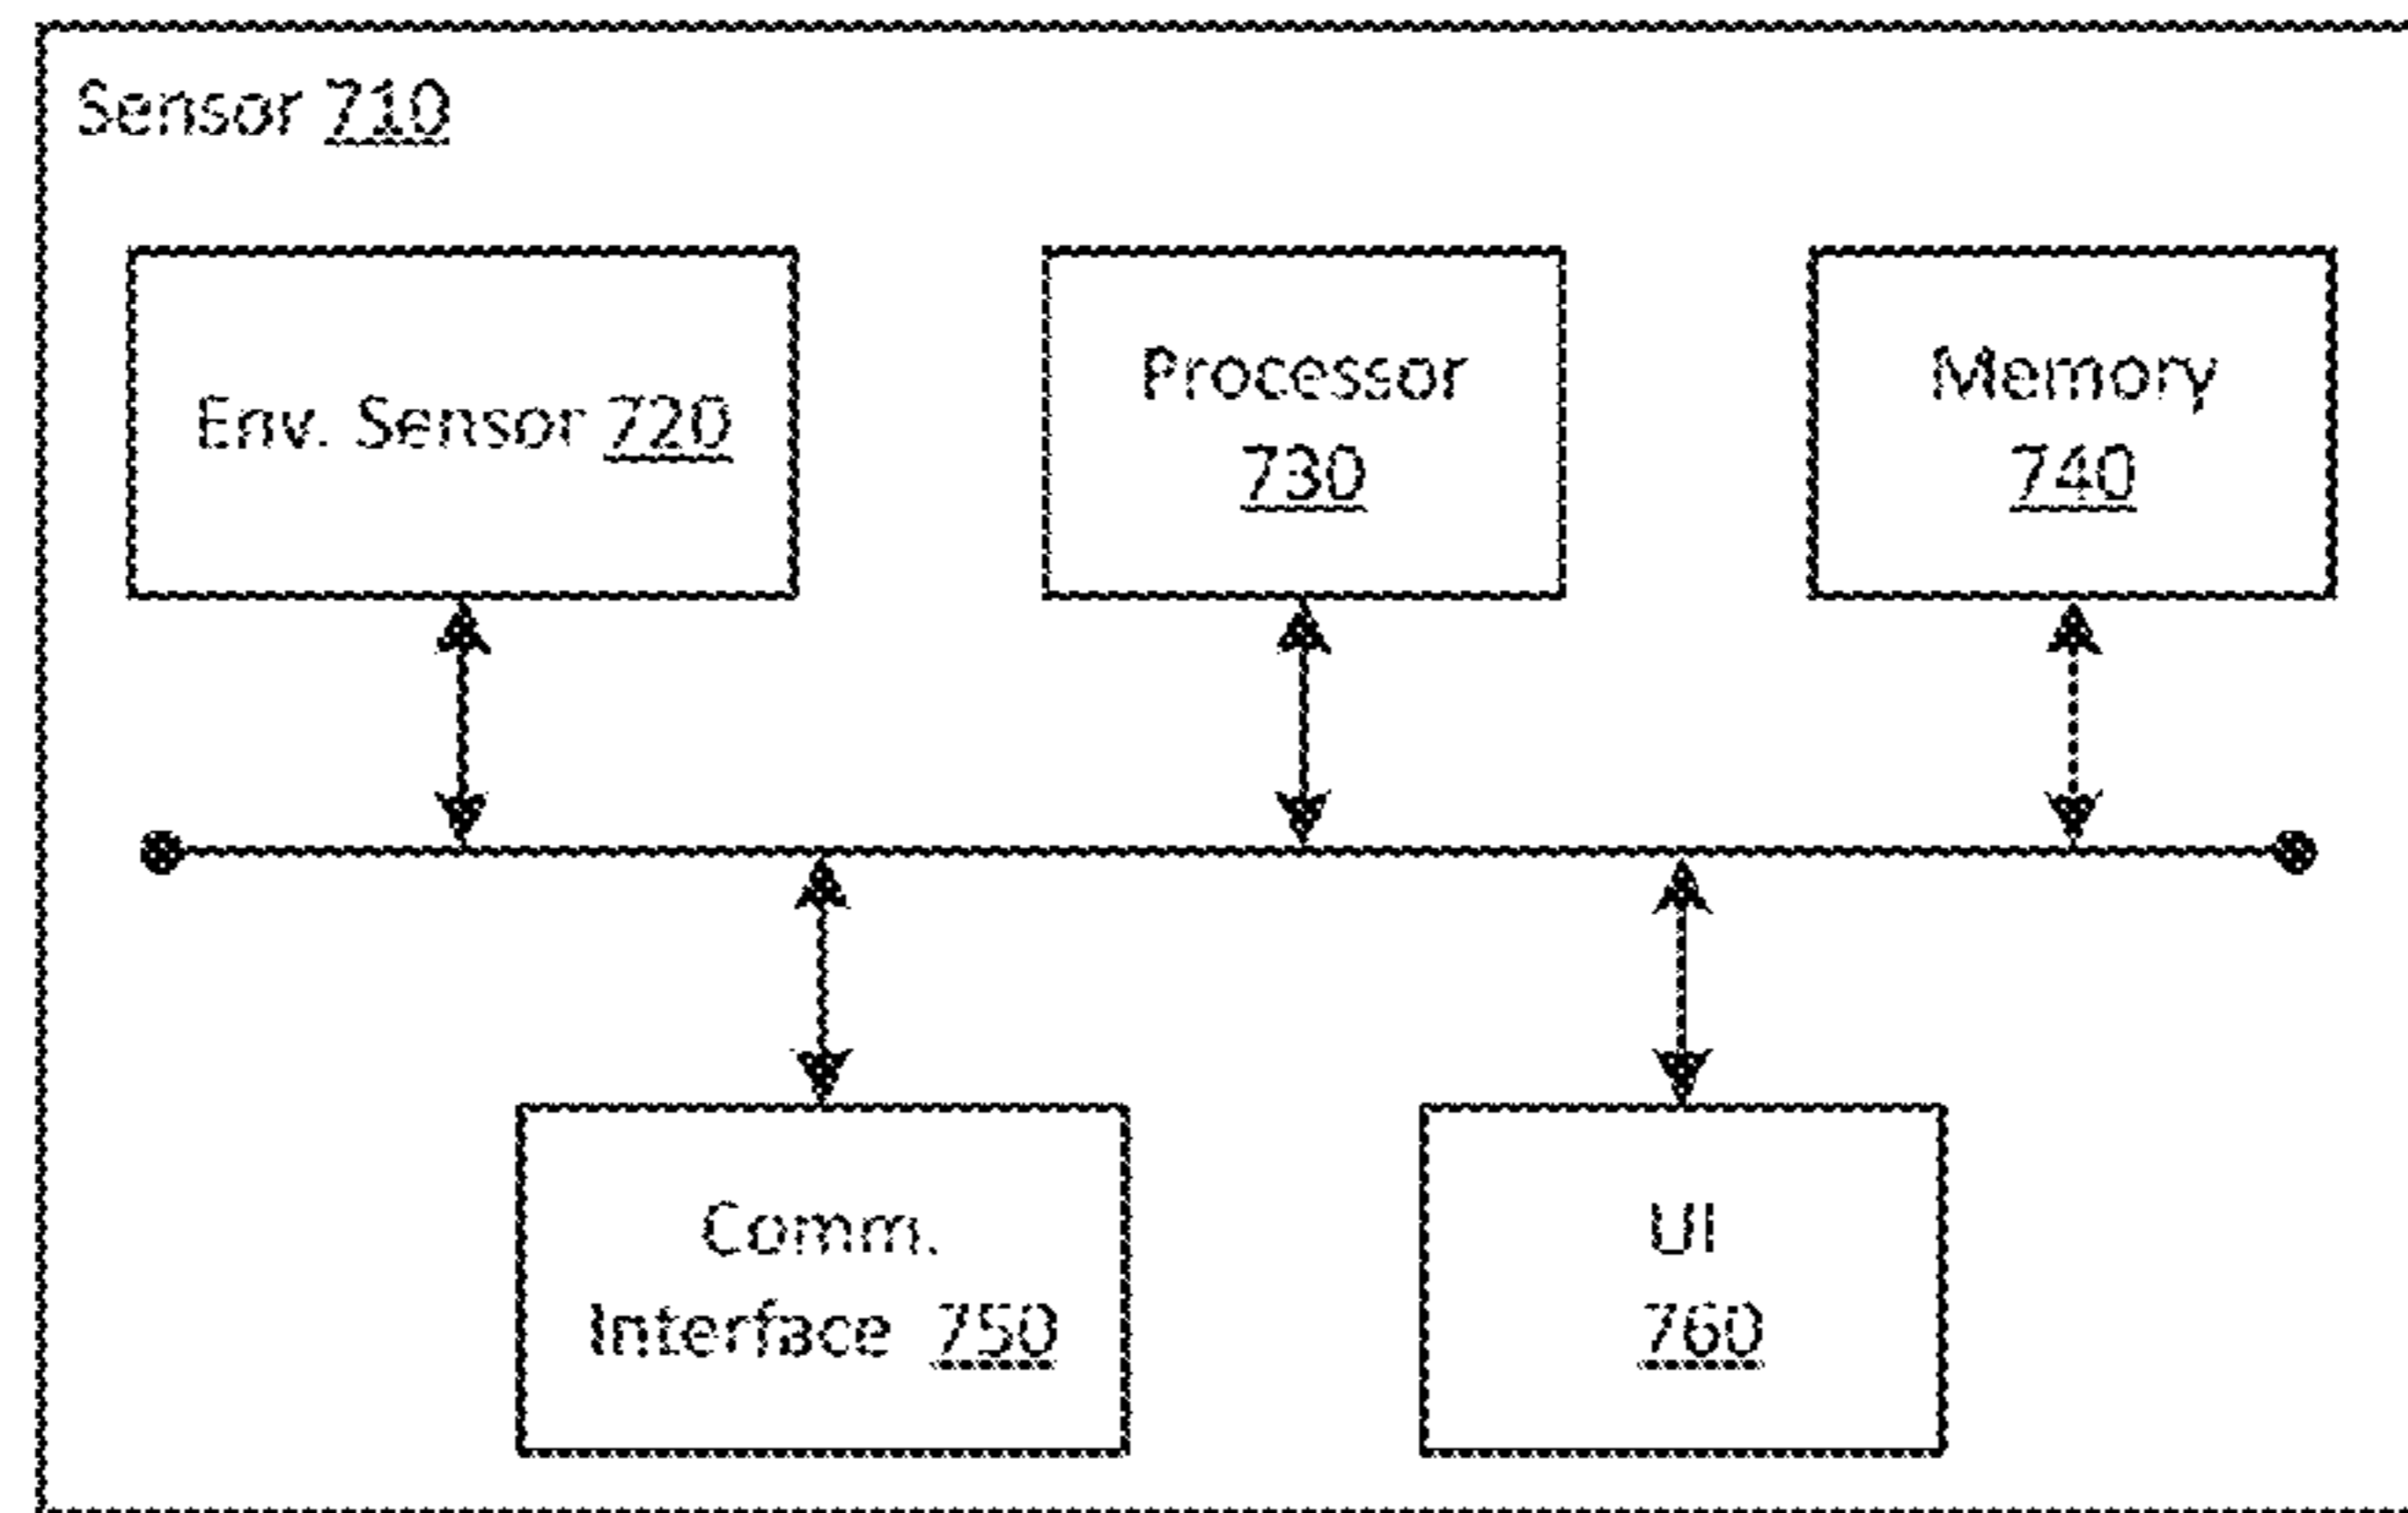 Sensor 710
Env. Sensor 720
Processor
730
Memory
740
Comm.
Interface 750
UI
760